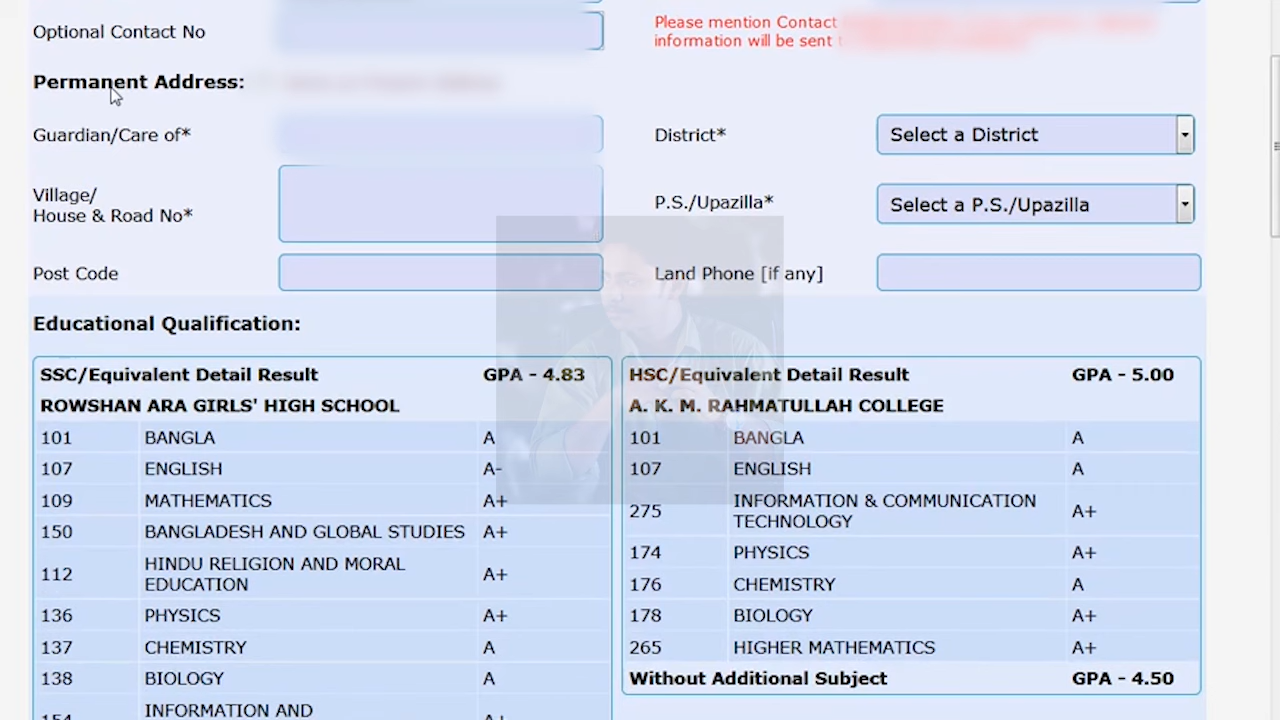 Optional Contact No
Please mention Contact
information will be sent
Permanent Address:
Guardian/Care of*
District*
Select a District
Village/
House & Road No*
P.S./Upazilla*
Select a P.S./Upazilla
Post Code
Land Phone [if any]
Educational Qualification:
SSC/Equivalent Detail Result GPA - 4.83
ROWSHAN ARA GIRLS' HIGH SCHOOL
101 BANGLA A
107 ENGLISH A-
109 MATHEMATICS A+
150 BANGLADESH AND GLOBAL STUDIES A+
112 HINDU RELIGION AND MORAL
EDUCATION A+
136 PHYSICS A+
137 CHEMISTRY A
138 BIOLOGY A
154 INFORMATION AND A+
HSC/Equivalent Detail Result GPA - 5.00
A. K. M. RAHMATULLAH COLLEGE
101 BANGLA A
107 ENGLISH A
275 INFORMATION & COMMUNICATION
TECHNOLOGY A+
174 PHYSICS A+
176 CHEMISTRY A
178 BIOLOGY A+
265 HIGHER MATHEMATICS A+
Without Additional Subject GPA - 4.50